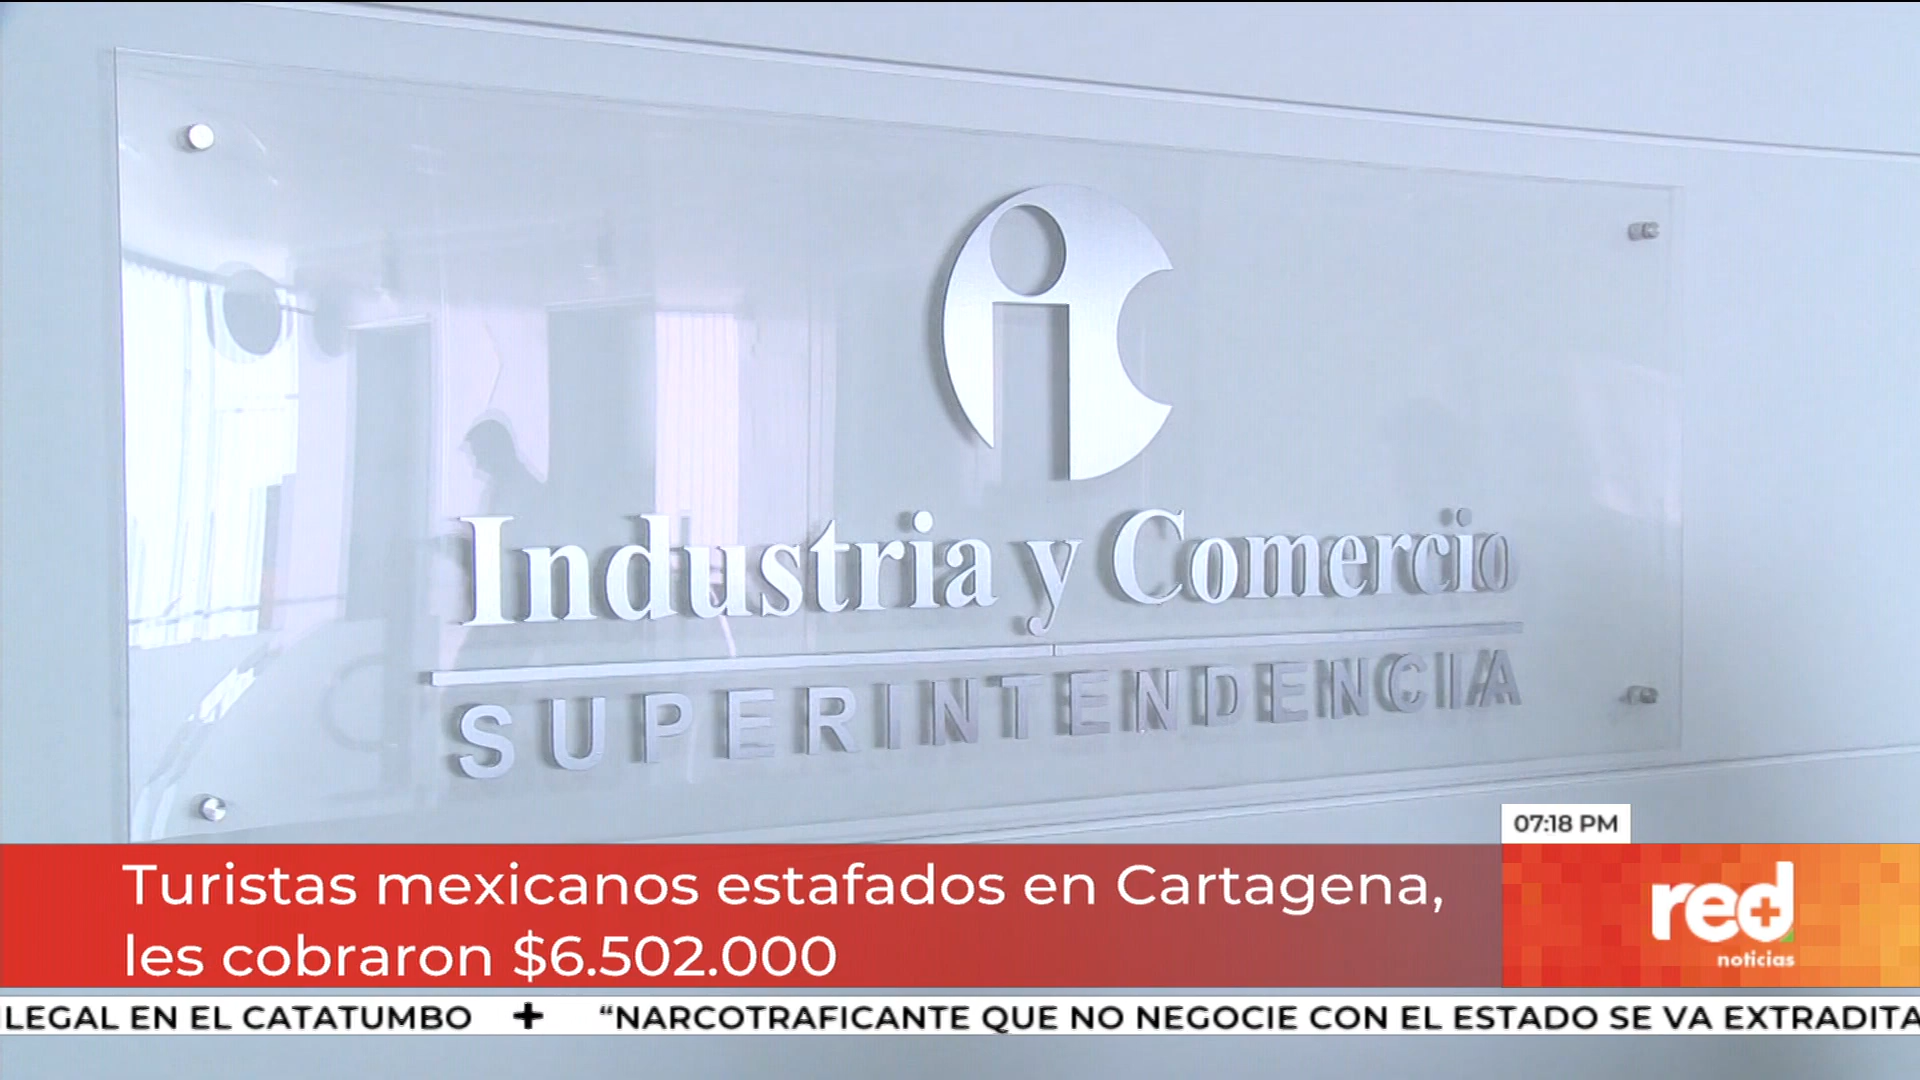 Industria y Comercio
SUPERINTENDENCIA
07:18 PM
Turistas mexicanos estafados en Cartagena,
les cobraron $6.502.000
red+
noticias
LEGAL EN EL CATATUMBO + “NARCOTRAFICANTE QUE NO NEGOCIE CON EL ESTADO SE VA EXTRADITA